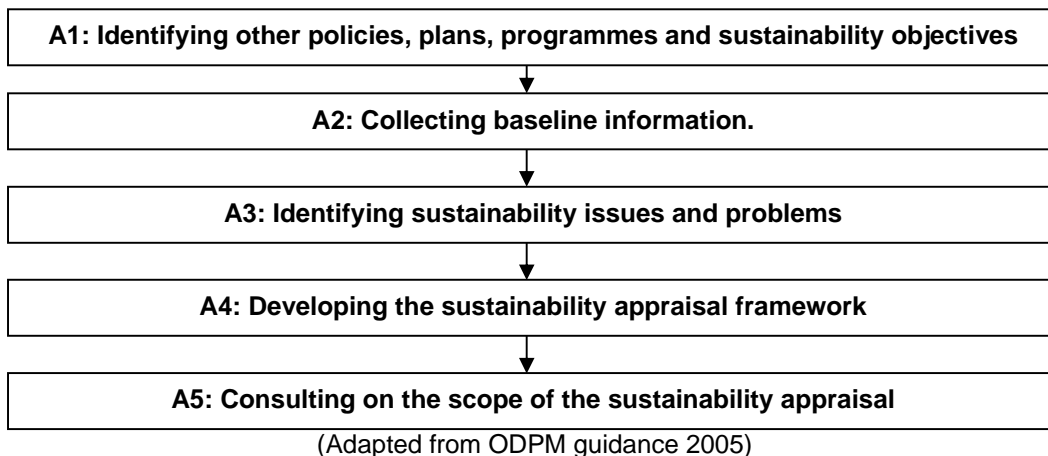 A1: Identifying other policies, plans, programmes and sustainability objectives
A2: Collecting baseline information.
A3: Identifying sustainability issues and problems
A4: Developing the sustainability appraisal framework
A5: Consulting on the scope of the sustainability appraisal
(Adapted from ODPM guidance 2005)